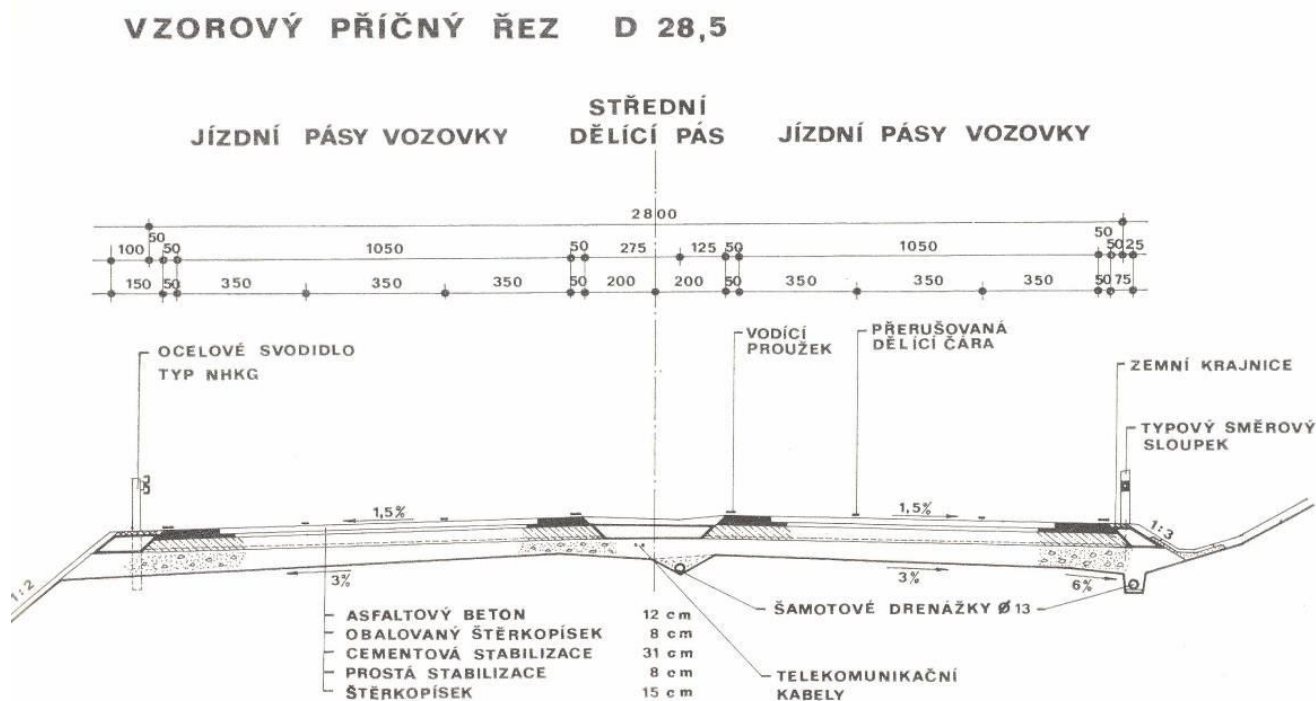 VZOROVÝ PŘÍČNÝ ŘEZ D 28,5
STŘEDNÍ
JÍZDNÍ PÁSY VOZOVKY DĚLÍCÍ PÁS JÍZDNÍ PÁSY VOZOVKY
2800
50 50
100 50 1050 50 275 125 50 1050 50 25
150 50 350 350 350 50 200 200 50 350 350 350 50 75
OCELOVÉ SVODIDLO
TYP NHKG
VODÍCÍ
PROUŽEK
PŘERUŠOVANÁ
DĚLÍCÍ ČÁRA
ZEMNÍ KRAJNICE
TYPOVÝ SMĚROVÝ
SLOUPEK
1,5% 1,5%
1:3
1:2
3% 3% 6%
ASFALTOVÝ BETON 12 cm
OBALOVANÝ ŠTĚRKOPÍSEK 8 cm
CEMENTOVÁ STABILIZACE 31 cm
PROSTÁ STABILIZACE 8 cm
ŠTĚRKOPÍSEK 15 cm
ŠAMOTOVÉ DRENÁŽKY Ø 13
TELEKOMUNIKAČNÍ
KABELY